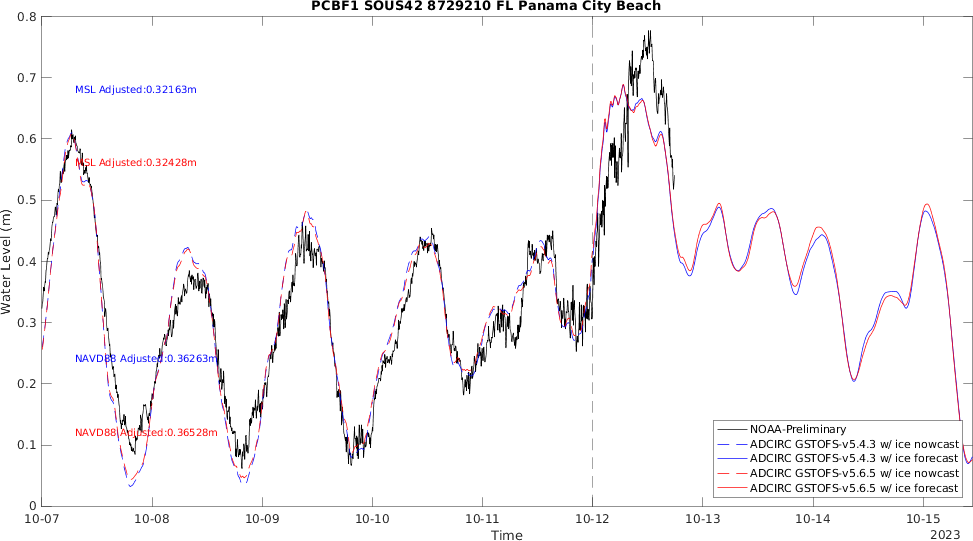 PCBF1 SOUS42 8729210 FL Panama City Beach
0.8
0.7
0.6
0.5
0.4
0.3
0.2
0.1
0
Water Level (m)
MSL Adjusted:0.32163m
MSL Adjusted:0.32428m
NAVD88 Adjusted:0.36263m
NAVD88 Adjusted:0.36528m
NOAA-Preliminary
ADCIRC GSTOFS-v5.4.3 w/ ice nowcast
ADCIRC GSTOFS-v5.4.3 w/ ice forecast
ADCIRC GSTOFS-v5.6.5 w/ ice nowcast
ADCIRC GSTOFS-v5.6.5 w/ ice forecast
10-07 10-08 10-09 10-10 10-11 10-12 10-13 10-14 10-15
Time
2023